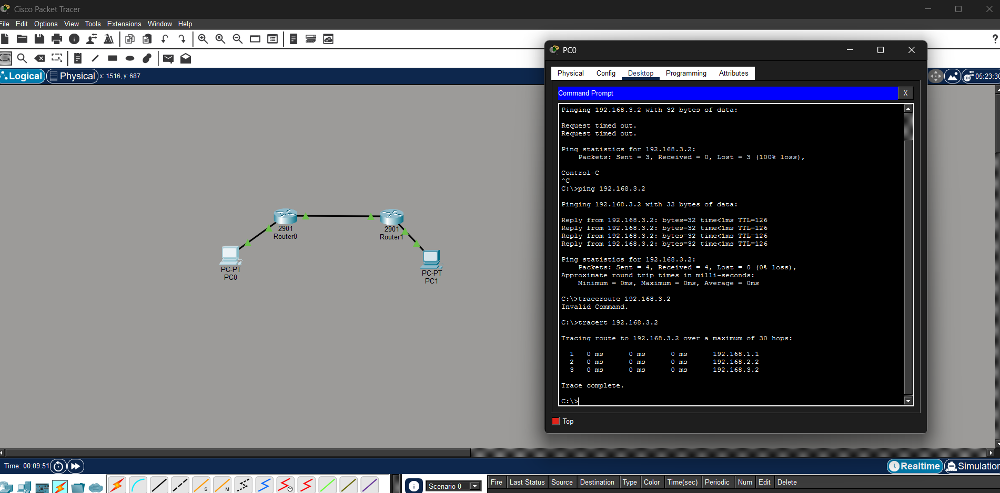 Cisco Packet Tracer
File Edit Options View Tools Extensions Window Help
?
Logical Physical x: 1516, y: 687
05:23:30
2901
Router0
2901
Router1
PC-PT
PC0
PC-PT
PC1
PC0
Physical Config Desktop Programming Attributes
Command Prompt X
Pinging 192.168.3.2 with 32 bytes of data:
Request timed out.
Request timed out.
Ping statistics for 192.168.3.2:
Packets: Sent = 3, Received = 0, Lost = 3 (100% loss),
Control-C
^C
C:\>ping 192.168.3.2
Pinging 192.168.3.2 with 32 bytes of data:
Reply from 192.168.3.2: bytes=32 time<1ms TTL=126
Reply from 192.168.3.2: bytes=32 time<1ms TTL=126
Reply from 192.168.3.2: bytes=32 time<1ms TTL=126
Reply from 192.168.3.2: bytes=32 time<1ms TTL=126
Ping statistics for 192.168.3.2:
Packets: Sent = 4, Received = 4, Lost = 0 (0% loss),
Approximate round trip times in milli-seconds:
Minimum = 0ms, Maximum = 0ms, Average = 0ms
C:\>traceroute 192.168.3.2
Invalid Command.
C:\>tracert 192.168.3.2
Tracing route to 192.168.3.2 over a maximum of 30 hops:
1 0 ms 0 ms 0 ms 192.168.1.1
2 0 ms 0 ms 0 ms 192.168.2.2
3 0 ms 0 ms 0 ms 192.168.3.2
Trace complete.
C:\>
Top
Time: 00:09:51
Realtime Simulation
S M
Scenario 0
Fire Last Status Source Destination Type Color Time(sec) Periodic Num Edit Delete